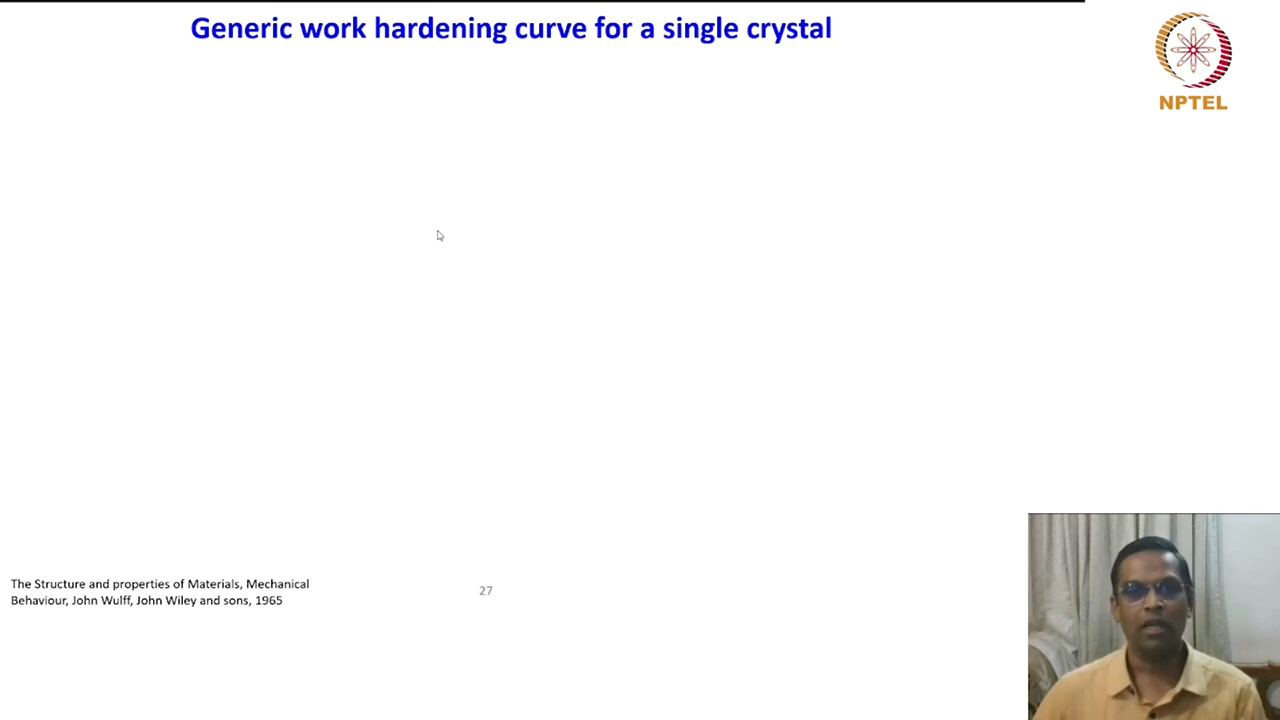 Generic work hardening curve for a single crystal
NPTEL
The Structure and properties of Materials, Mechanical
Behaviour, John Wulff, John Wiley and sons, 1965
27